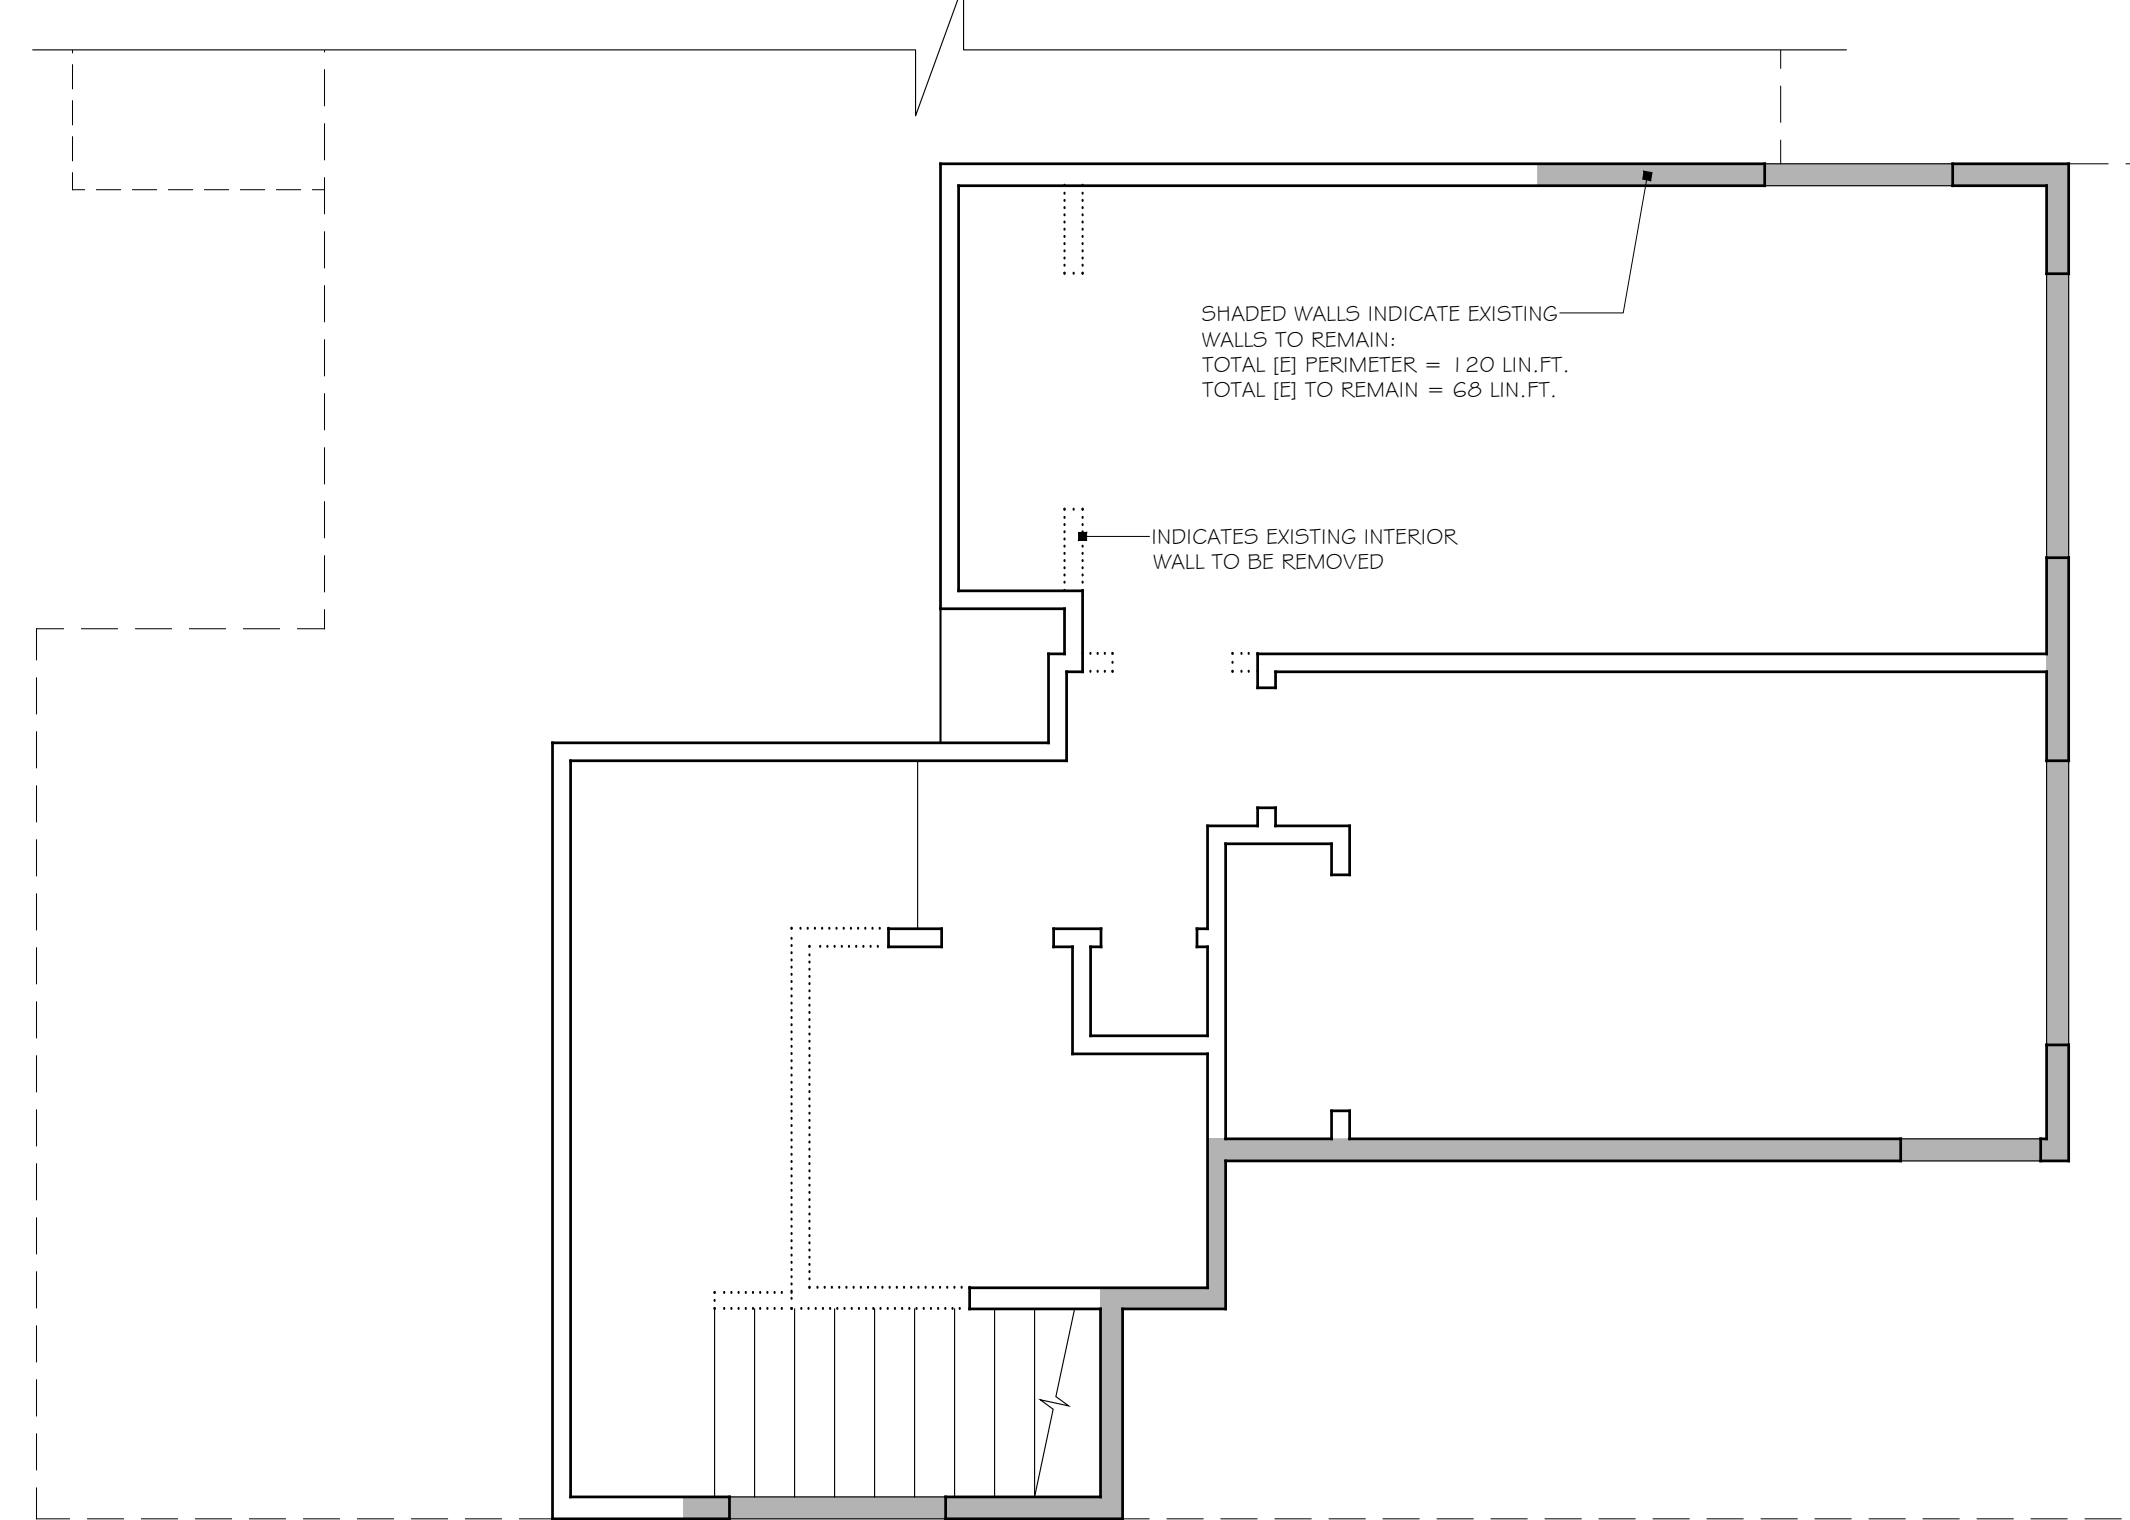 SHADED WALLS INDICATE EXISTING
WALLS TO REMAIN:
TOTAL [E] PERIMETER = 120 LIN.FT.
TOTAL [E] TO REMAIN = 68 LIN.FT.
INDICATES EXISTING INTERIOR
WALL TO BE REMOVED